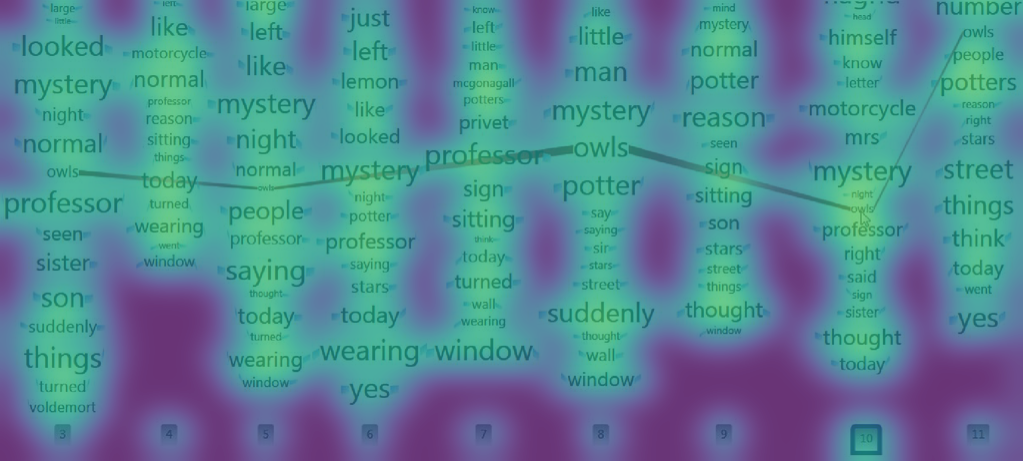 large
little
looked
mystery
night
normal
owls
professor
seen
sister
son
suddenly
things
turned
voldemort
3
like
motorcycle
normal
professor
reason
sitting
things
today
turned
wearing
went
window
4
large
left
like
mystery
night
normal
owls
people
professor
saying
thought
today
turned
wearing
window
5
just
left
lemon
like
looked
mystery
night
potter
professor
saying
stars
today
wearing
yes
6
know
left
little
man
mcgonagall
potters
privet
professor
sign
sitting
think
today
turned
wall
wearing
window
7
like
little
man
mystery
owls
potter
say
saying
sir
stars
street
suddenly
thought
wall
window
8
mind
mystery
normal
potter
reason
seen
sign
sitting
son
stars
street
things
thought
window
9
hagrid
head
himself
know
letter
motorcycle
mrs
mystery
night
owls
professor
right
said
sign
sister
thought
today
10
number
owls
people
potters
reason
right
stars
street
things
think
today
went
yes
11